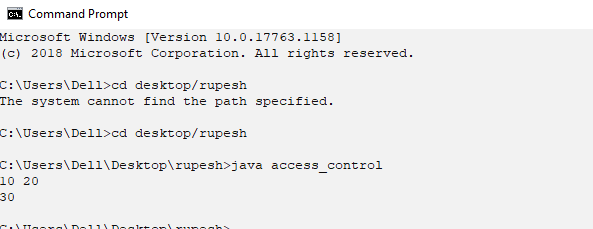 Command Prompt
Microsoft Windows [Version 10.0.17763.1158]
(c) 2018 Microsoft Corporation. All rights reserved.
C:\Users\Dell>cd desktop/rupesh
The system cannot find the path specified.
C:\Users\Dell>cd desktop/rupesh
C:\Users\Dell\Desktop\rupesh>java access_control
10 20
30
C:\Users\Dell\Desktop\rupesh>